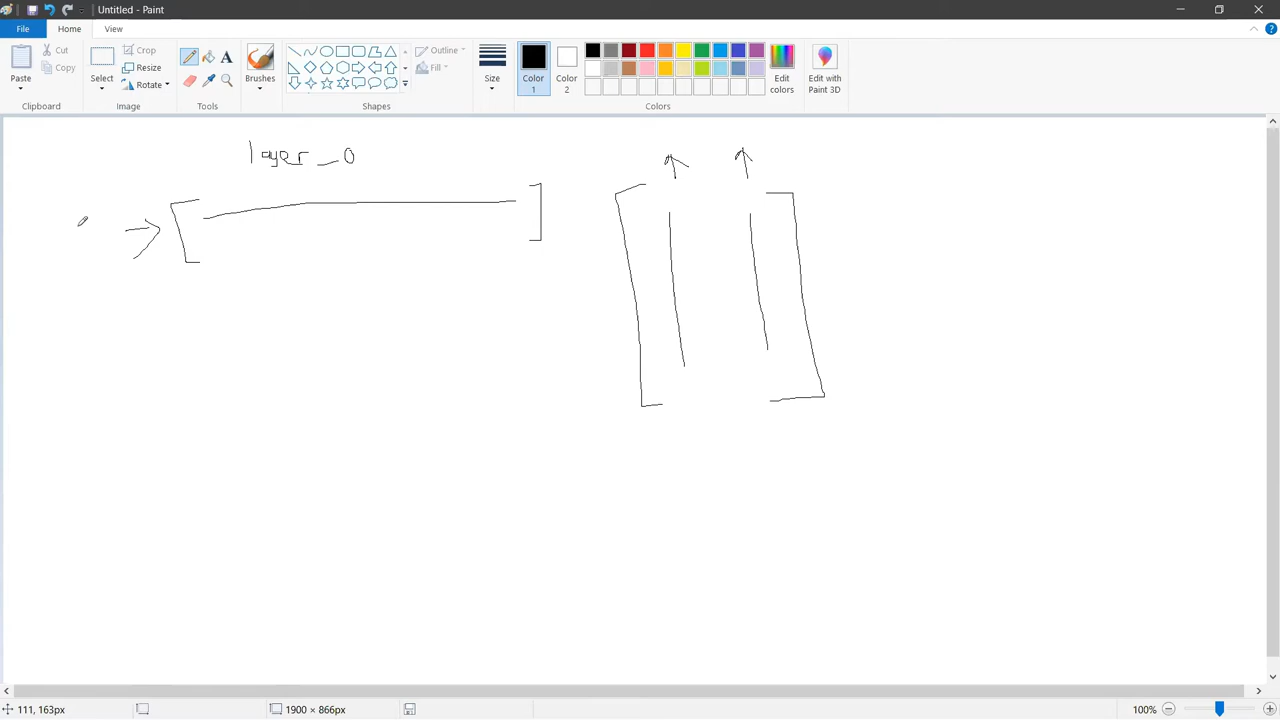 Untitled - Paint
File
Home
View
Paste
Cut
Copy
Clipboard
Select
Crop
Resize
Rotate
Image
Tools
Brushes
Shapes
Outline
Fill
Size
Color 1
Color 2
Edit colors
Colors
Edit with Paint 3D
layer_0
111, 163px
1900 × 866px
100%